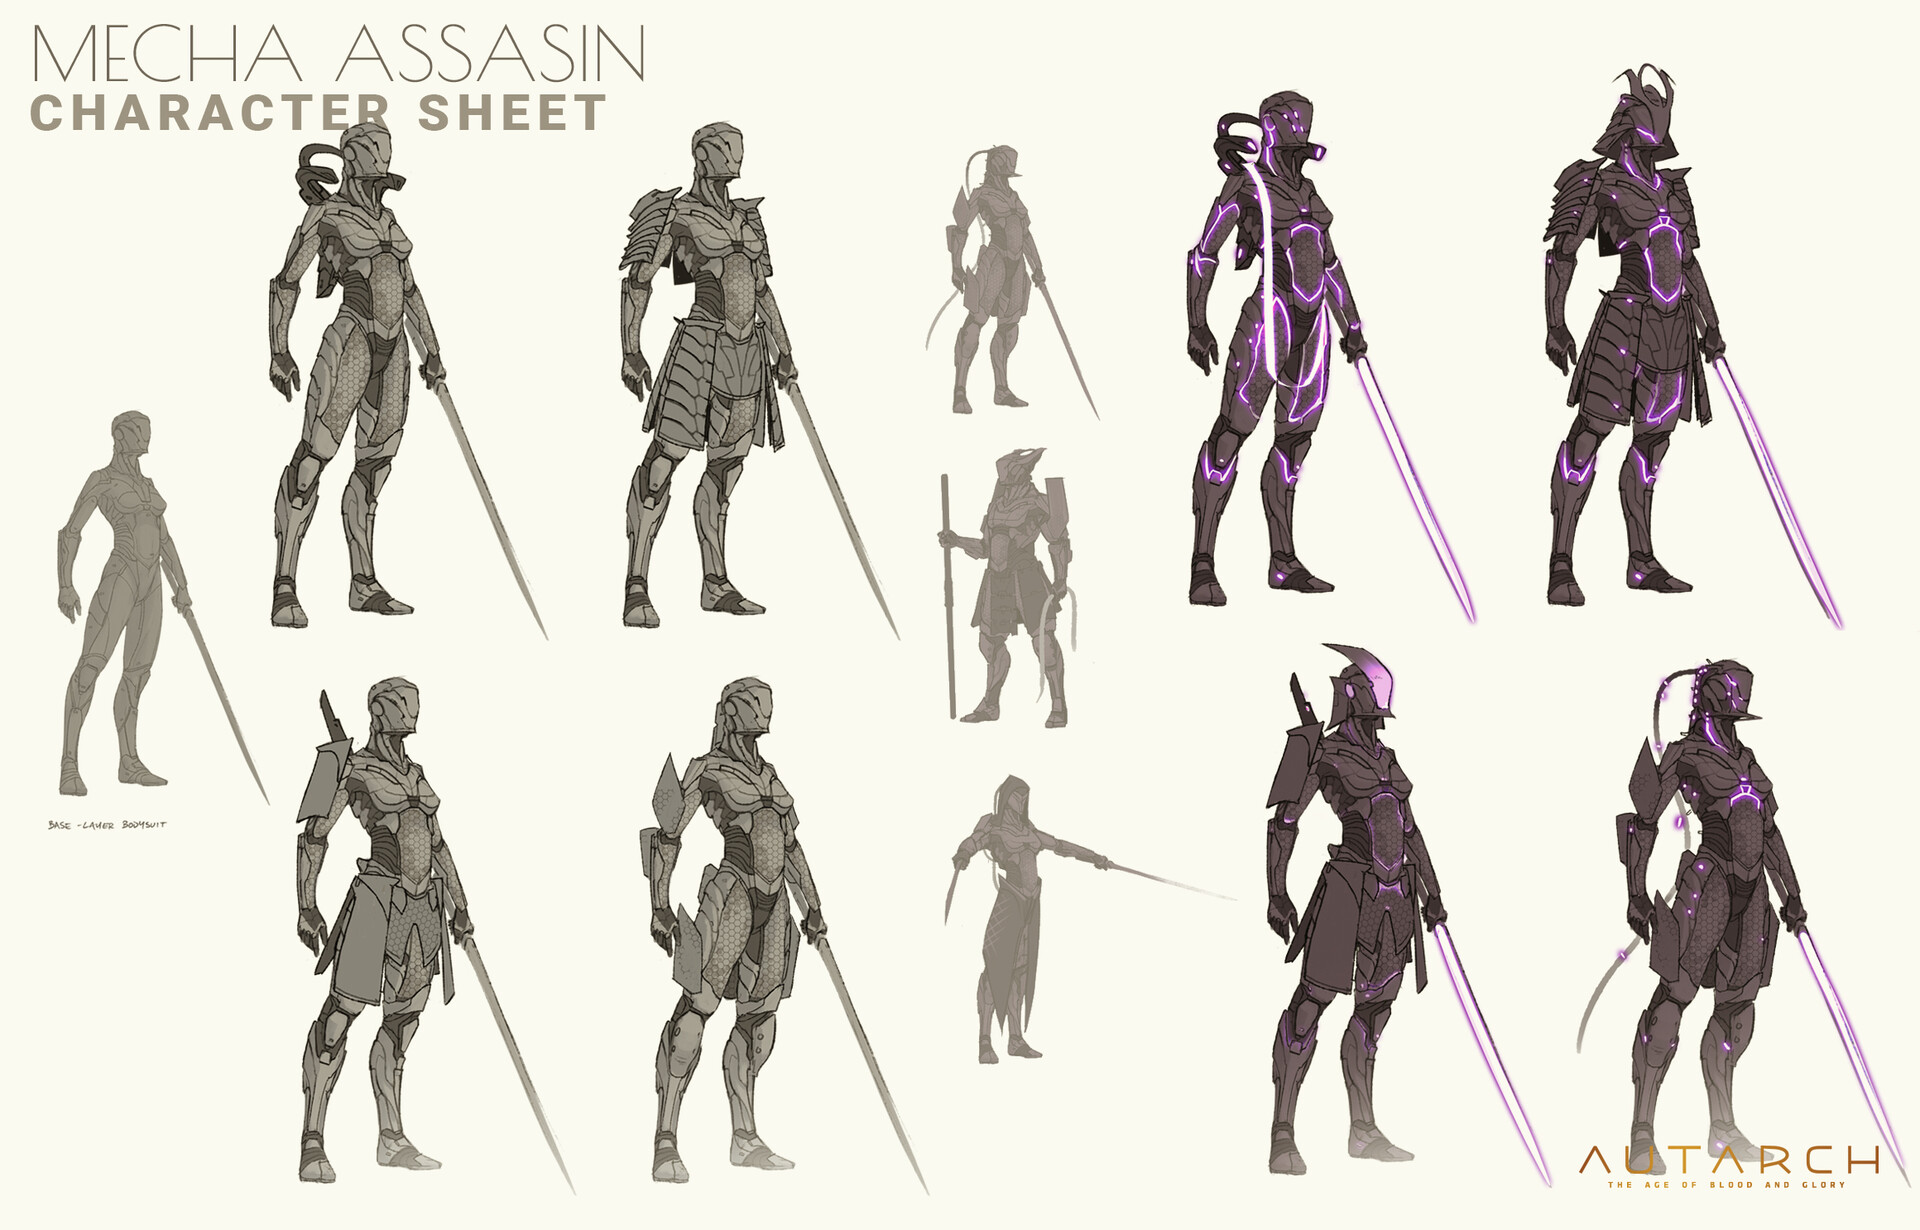 MECHA ASSASIN
CHARACTER SHEET
BASE-LAYER BODYSUIT
AUTARCH
THE AGE OF BLOOD AND GLORY